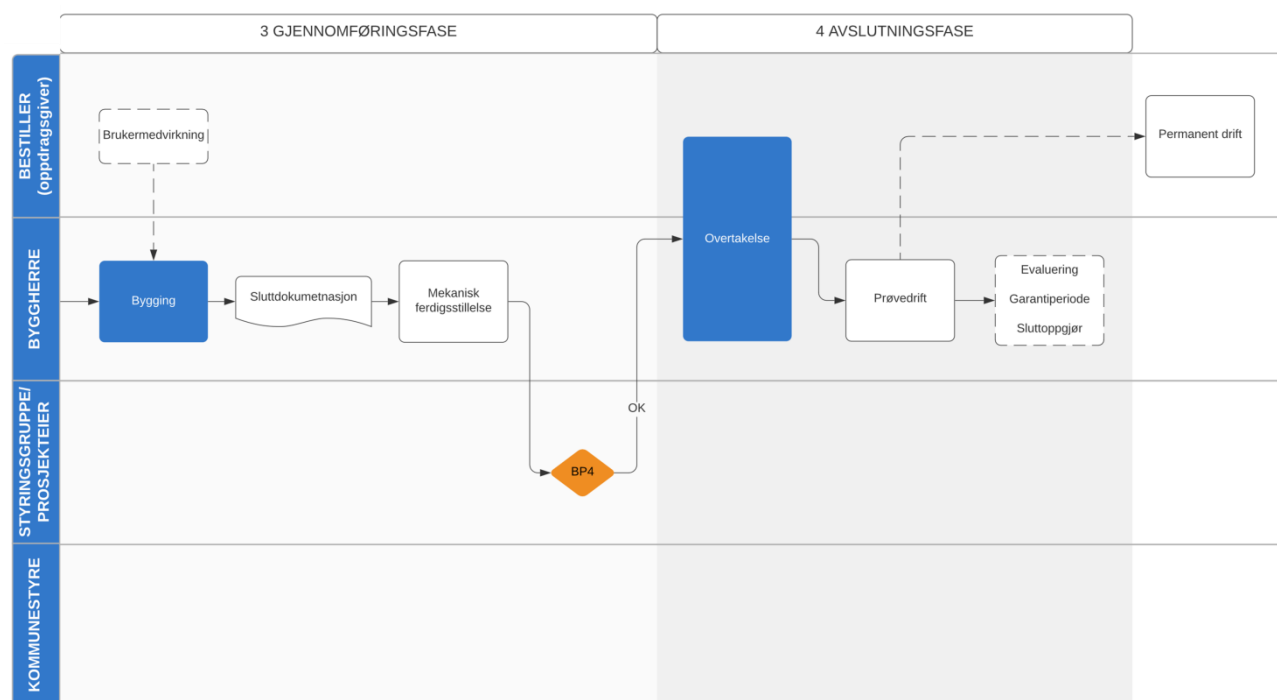 3 GJENNOMFØRINGSFASE
4 AVSLUTNINGSFASE
BESTILLER
(oppdragsgiver)
Brukermedvirkning
Permanent drift
BYGGHERRE
Bygging
Sluttdokumetnasjon
Mekanisk
ferdigsstillelse
Overtakelse
Prøvedrift
Evaluering
Garantiperiode
Sluttoppgjør
STYRINGSGRUPPE/
PROSJEKTEIER
OK
BP4
KOMMUNESTYRE